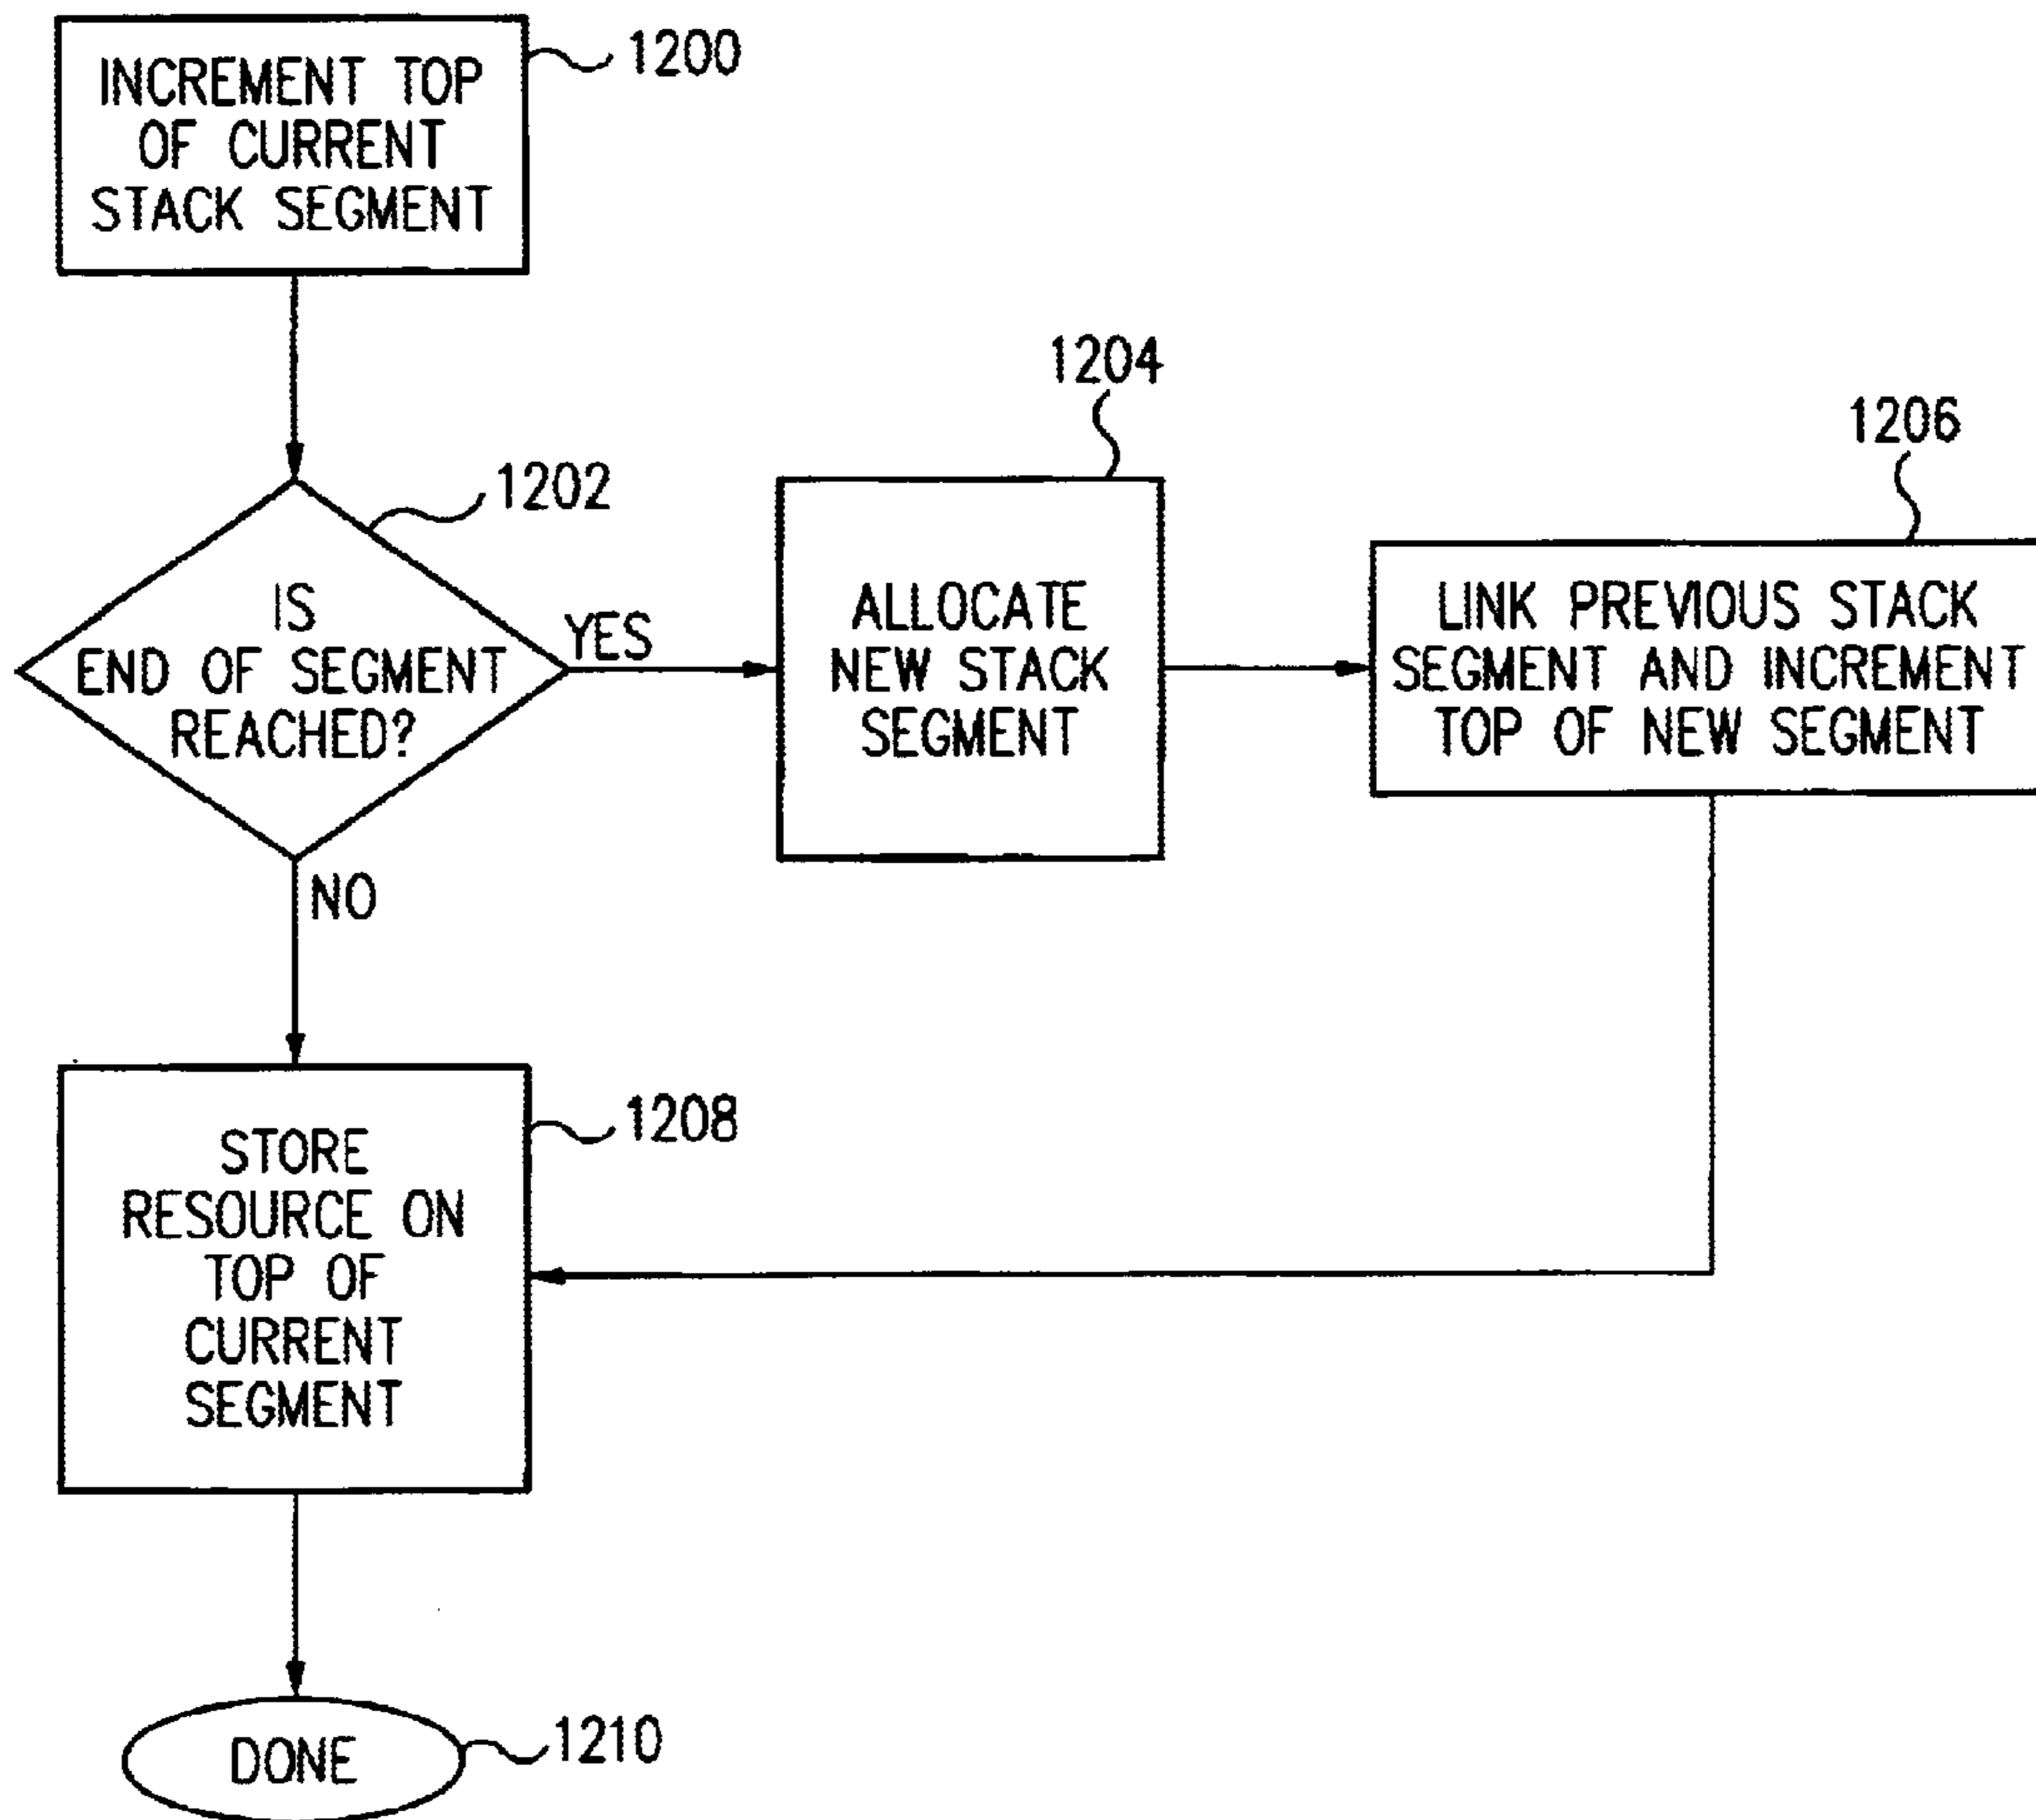 INCREMENT TOP
OF CURRENT
STACK SEGMENT
1200
1202
IS
END OF SEGMENT
REACHED?
YES
NO
1204
ALLOCATE
NEW STACK
SEGMENT
1206
LINK PREVIOUS STACK
SEGMENT AND INCREMENT
TOP OF NEW SEGMENT
1208
STORE
RESOURCE ON
TOP OF
CURRENT
SEGMENT
DONE
1210